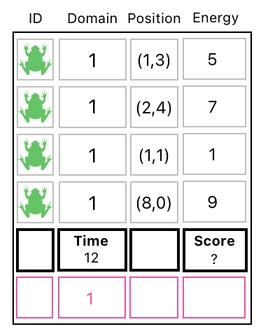 ID Domain Position Energy
1 (1,3) 5
1 (2,4) 7
1 (1,1) 1
1 (8,0) 9
Time Score
12 ?
1